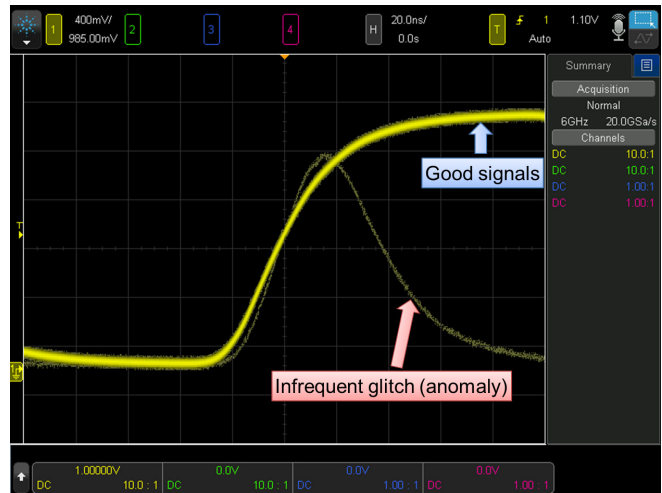 1 400mV/ 2 3 4 H 20.0ns/ T 1 1.10V
985.00mV 0.0s Auto
Summary
Acquisition
Normal
6GHz 20.0GSa/s
Channels
DC 10.0:1
DC 10.0:1
DC 1.00:1
DC 1.00:1
Good signals
T
Infrequent glitch (anomaly)
1.00000V 0.0V 0.0V 0.0V
DC 10.0 : 1 DC 10.0 : 1 DC 1.00 : 1 DC 1.00 : 1